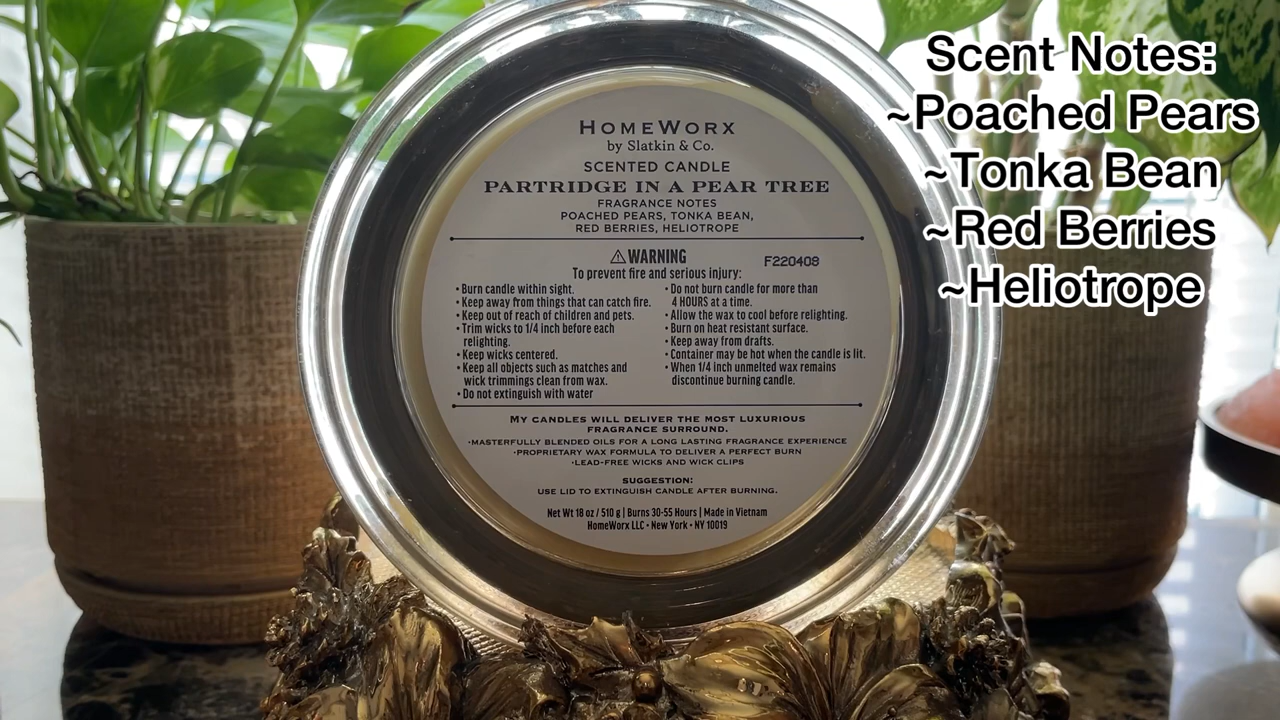 HOMEWORX
by Slatkin & Co.
SCENTED CANDLE
PARTRIDGE IN A PEAR TREE
FRAGRANCE NOTES
POACHED PEARS, TONKA BEAN,
RED BERRIES, HELIOTROPE
⚠WARNING
F220408
To prevent fire and serious injury:
• Burn candle within sight.
• Keep away from things that can catch fire.
• Keep out of reach of children and pets.
• Trim wicks to 1/4 inch before each
relighting.
• Keep wicks centered.
• Keep all objects such as matches and
wick trimmings clean from wax.
• Do not extinguish with water
• Do not burn candle for more than
4 HOURS at a time.
• Allow the wax to cool before relighting.
• Burn on heat resistant surface.
• Keep away from drafts.
• Container may be hot when the candle is lit.
• When 1/4 inch unmelted wax remains
discontinue burning candle.
MY CANDLES WILL DELIVER THE MOST LUXURIOUS
FRAGRANCE SURROUND.
•MASTERFULLY BLENDED OILS FOR A LONG LASTING FRAGRANCE EXPERIENCE
•PROPRIETARY WAX FORMULA TO DELIVER A PERFECT BURN
•LEAD-FREE WICKS AND WICK CLIPS
SUGGESTION:
USE LID TO EXTINGUISH CANDLE AFTER BURNING.
Net Wt 18 oz / 510 g | Burns 30-55 Hours | Made in Vietnam
HomeWorx LLC • New York • NY 10019
Scent Notes:
~Poached Pears
~Tonka Bean
~Red Berries
~Heliotrope